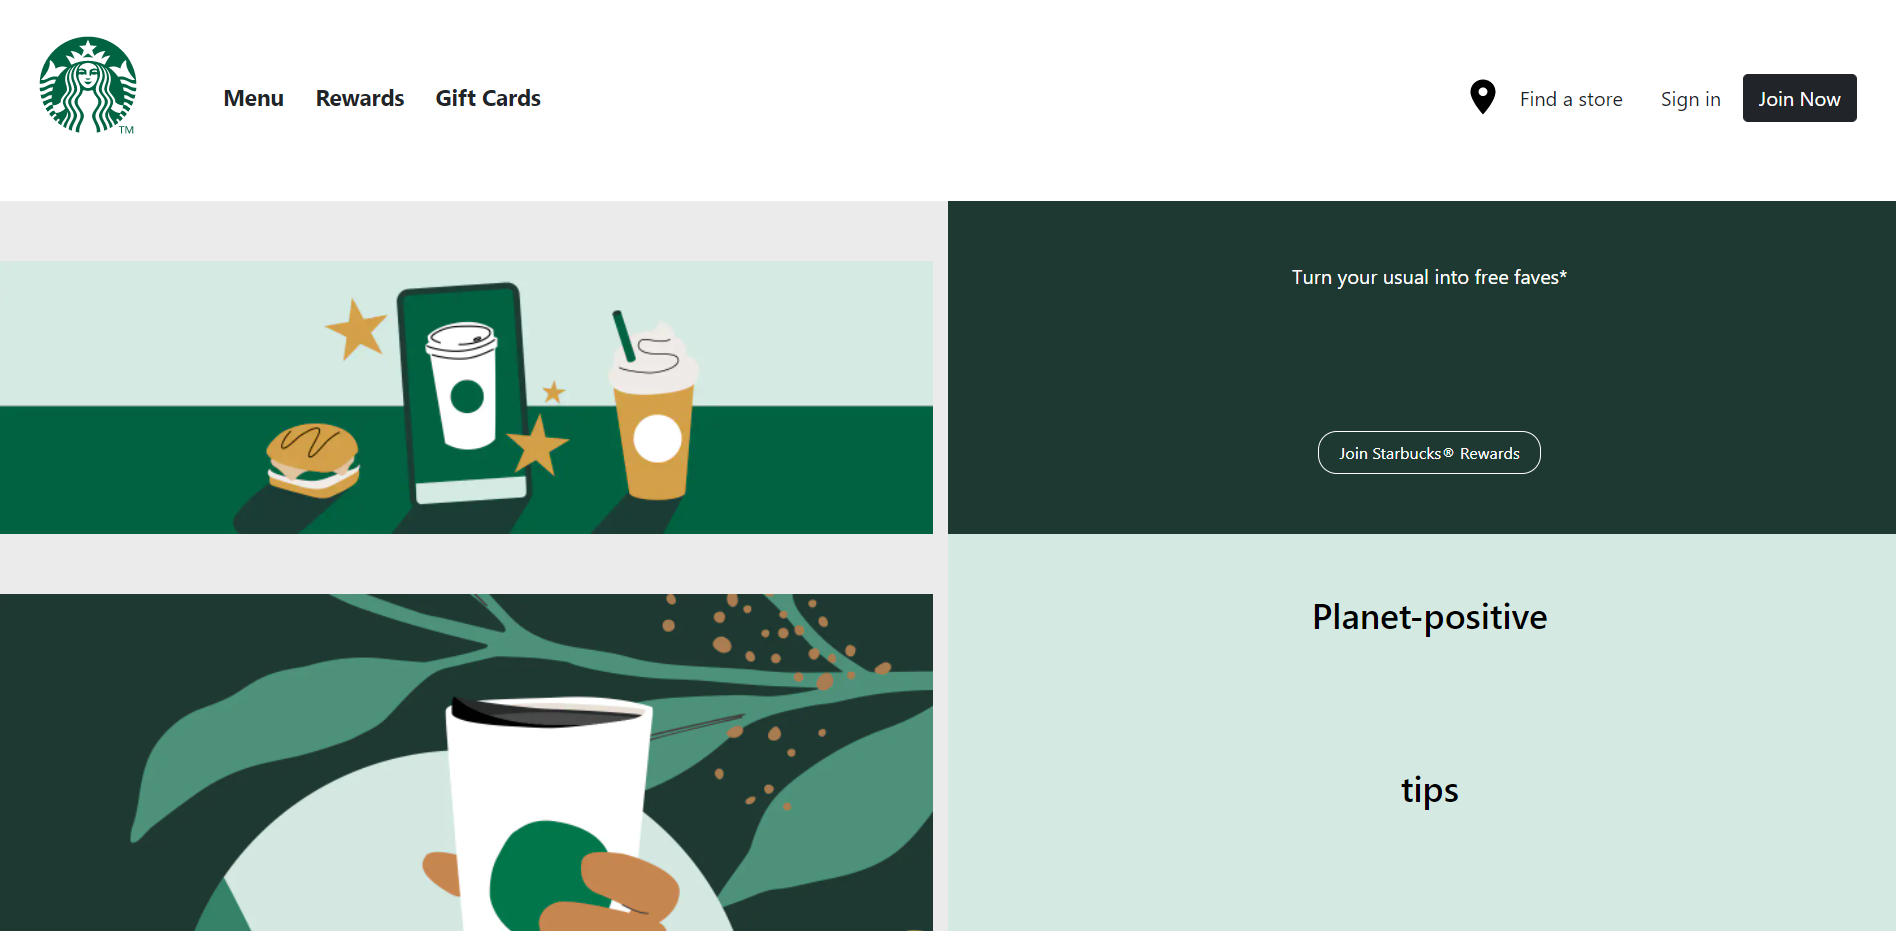 TM
Menu Rewards Gift Cards Find a store Sign in Join Now
Turn your usual into free faves*
Join Starbucks® Rewards
Planet-positive
tips